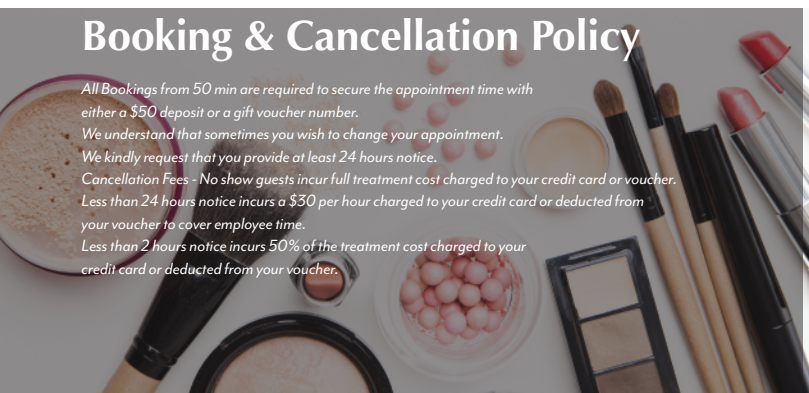 Booking & Cancellation Policy
All Bookings from 50 min are required to secure the appointment time with
either a $50 deposit or a gift voucher number.
We understand that sometimes you wish to change your appointment.
We kindly request that you provide at least 24 hours notice.
Cancellation Fees - No show guests incur full treatment cost charged to your credit card or voucher.
Less than 24 hours notice incurs a $30 per hour charged to your credit card or deducted from
your voucher to cover employee time.
Less than 2 hours notice incurs 50% of the treatment cost charged to your
credit card or deducted from your voucher.